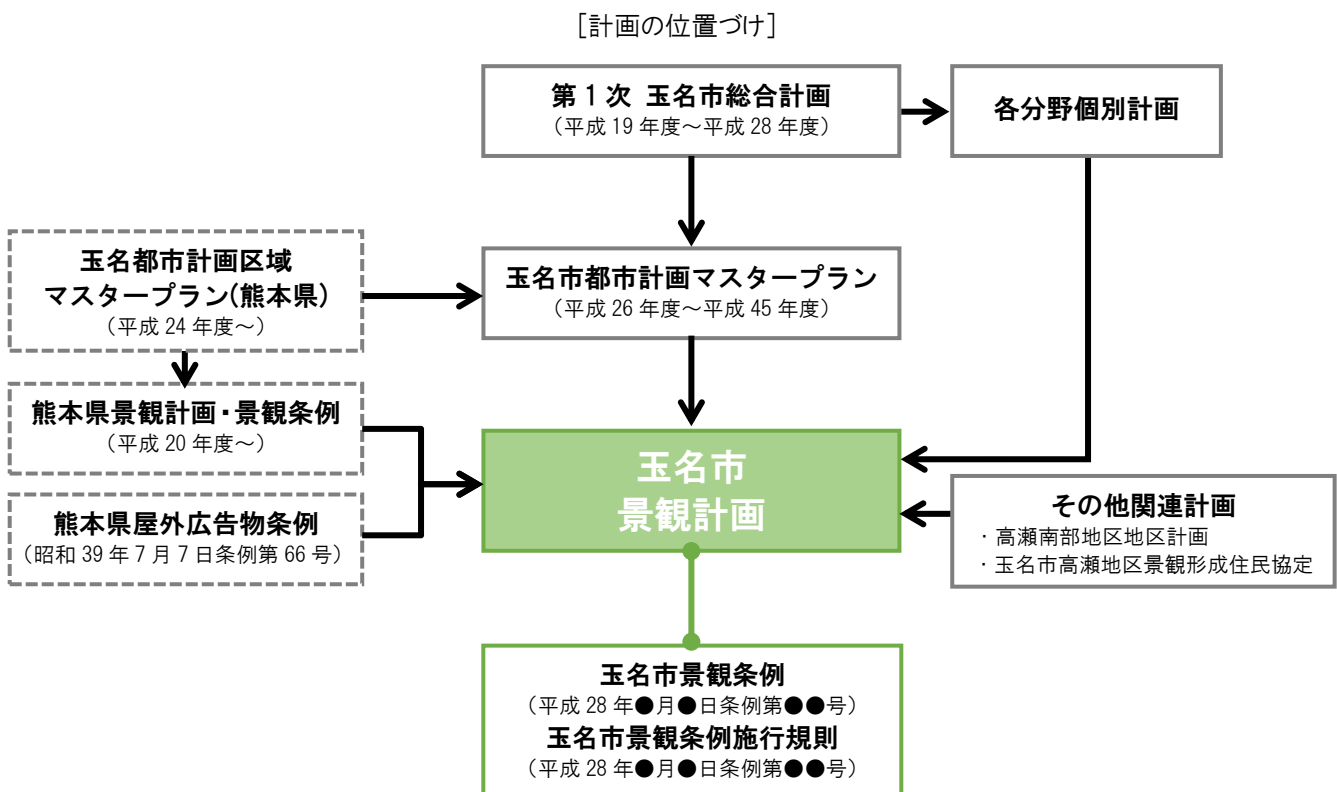 ［計画の位置づけ］
第１次 玉名市総合計画
（平成 19 年度～平成 28 年度）
各分野個別計画
玉名都市計画区域
マスタープラン(熊本県）
（平成 24 年度～）
玉名市都市計画マスタープラン
（平成 26 年度～平成 45 年度）
熊本県景観計画・景観条例
（平成 20 年度～）
熊本県屋外広告物条例
（昭和 39 年 7 月 7 日条例第 66 号）
玉名市
景観計画
その他関連計画
・高瀬南部地区地区計画
・玉名市高瀬地区景観形成住民協定
玉名市景観条例
（平成 28 年●月●日条例第●●号）
玉名市景観条例施行規則
（平成 28 年●月●日条例第●●号）